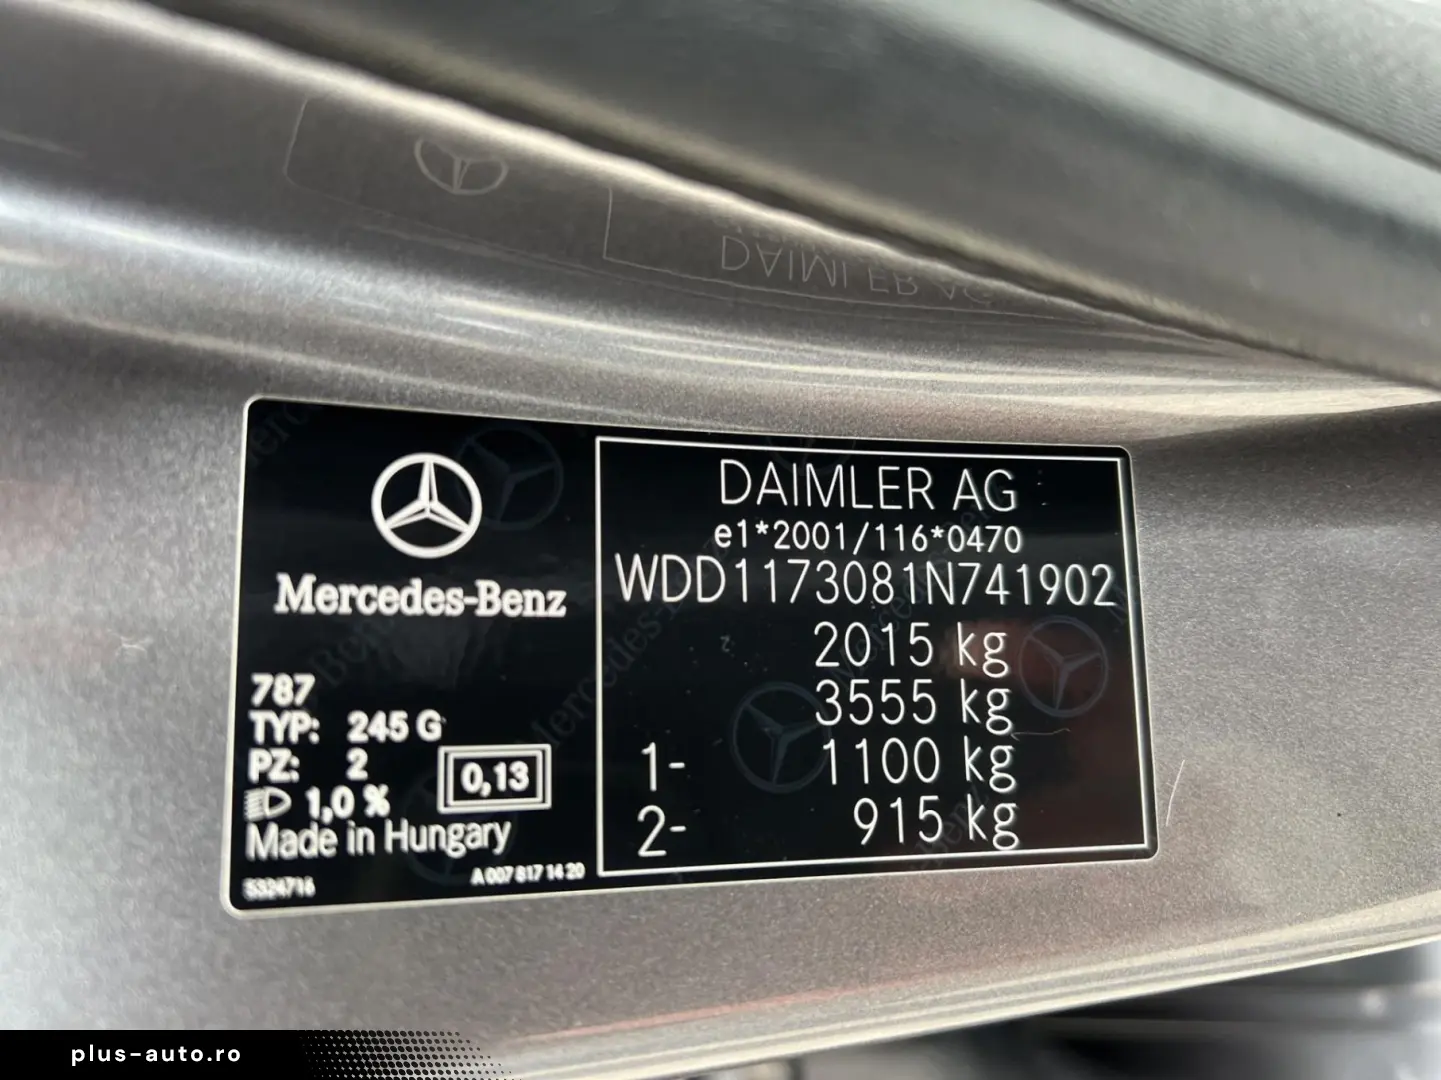 Mercedes-Benz
787
TYP: 245 G
PZ: 2
1,0 %
0,13
Made in Hungary
5324716
A 007 817 14 20
DAIMLER AG
e1*2001/116*0470
WDD1173081N741902
2015 kg
3555 kg
1- 1100 kg
2- 915 kg
plus-auto.ro